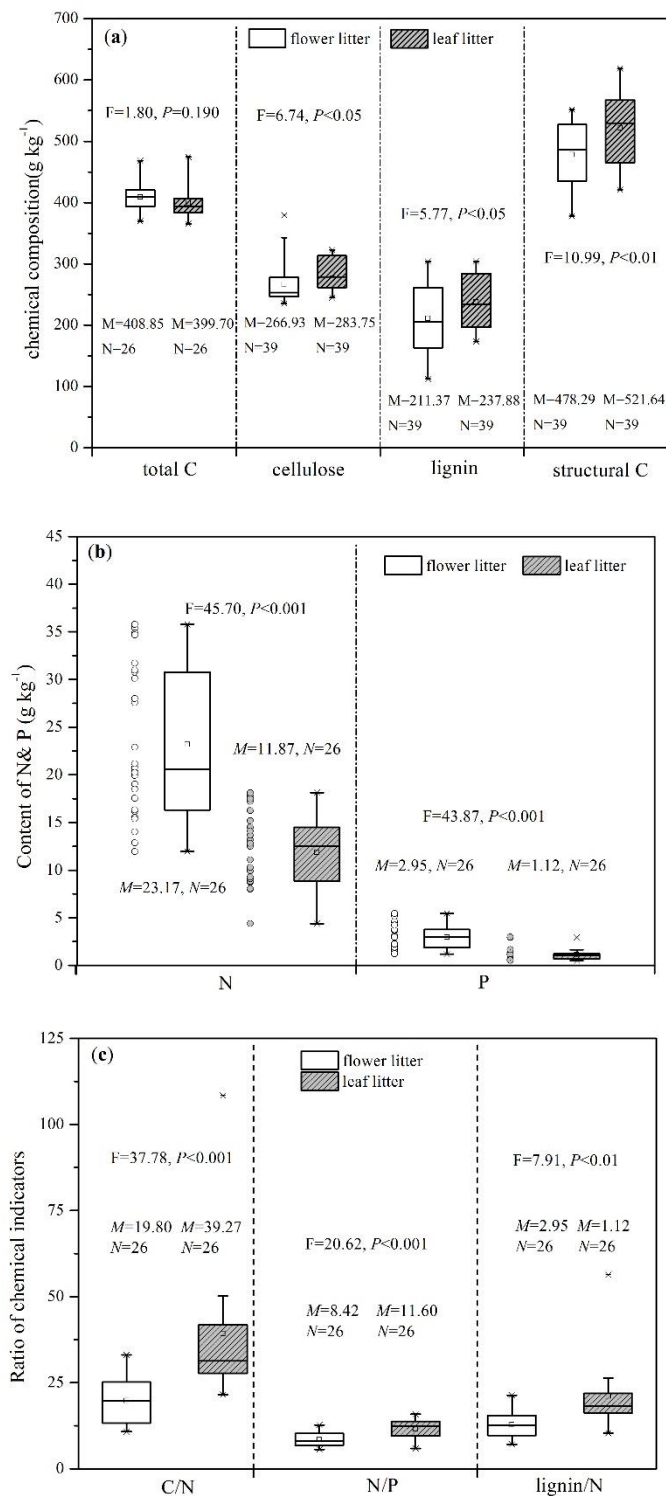 (a)
flower litter leaf litter
700
600
500
400
300
200
100
0
chemical composition(g kg-1)
F=1.80, P=0.190
F=6.74, P<0.05
F=5.77, P<0.05
F=10.99, P<0.01
M=408.85 M=399.70
N−26 N−26
M−266.93 M−283.75
N=39 N=39
M−211.37 M−237.88
N=39 N=39
M−478.29 M−521.64
N=39 N=39
total C cellulose lignin structural C
(b)
flower litter leaf litter
45
40
35
30
25
20
15
10
5
0
Content of N& P (g kg-1)
F=45.70, P<0.001
M=11.87, N=26
M=23.17, N=26
F=43.87, P<0.001
M=2.95, N=26 M=1.12, N=26
N P
(c)
flower litter
leaf litter
125
100
75
50
25
0
Ratio of chemical indicators
F=37.78, P<0.001
M=19.80 M=39.27
N=26 N=26
F=20.62, P<0.001
M=8.42 M=11.60
N=26 N=26
F=7.91, P<0.01
M=2.95 M=1.12
N=26 N=26
C/N N/P lignin/N